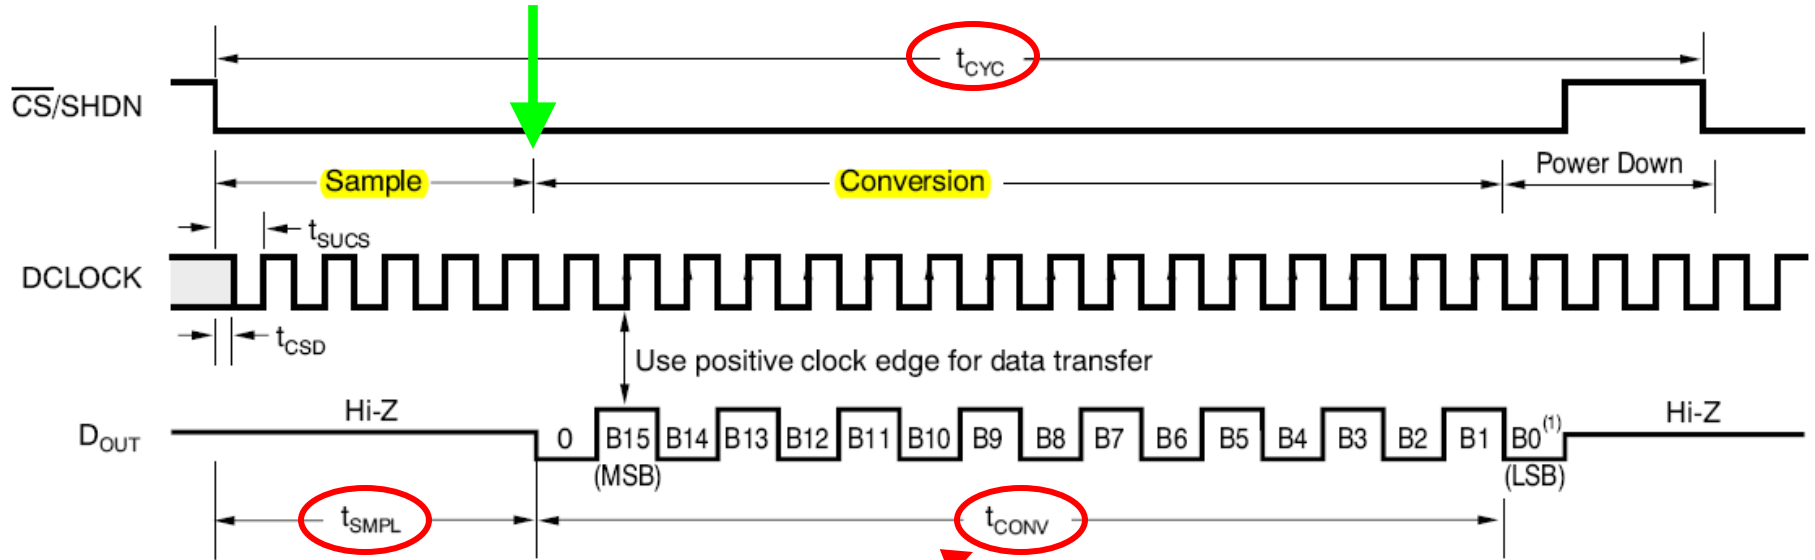 tCYC
CS/SHDN
Sample
Conversion
Power Down
tSUCS
DCLOCK
tCSD
Use positive clock edge for data transfer
Hi-Z
Hi-Z
DOUT
0 B15 B14 B13 B12 B11 B10 B9 B8 B7 B6 B5 B4 B3 B2 B1 B0(1)
(MSB)
(LSB)
tSMPL
tCONV